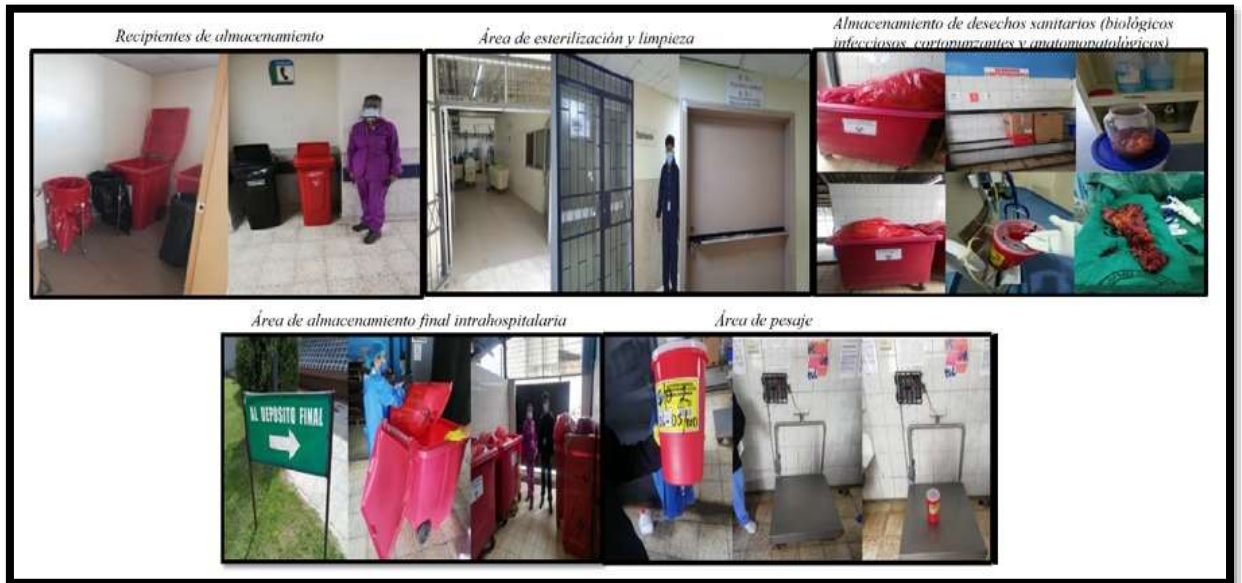 Recipientes de almacenamiento
Área de esterilización y limpieza
Almacenamiento de desechos sanitarios (biológicos
infecciosos, cortopunzantes y anatomopatológicos)
Área de almacenamiento final intrahospitalaria
Área de pesaje
AL DEPOSITO FINAL